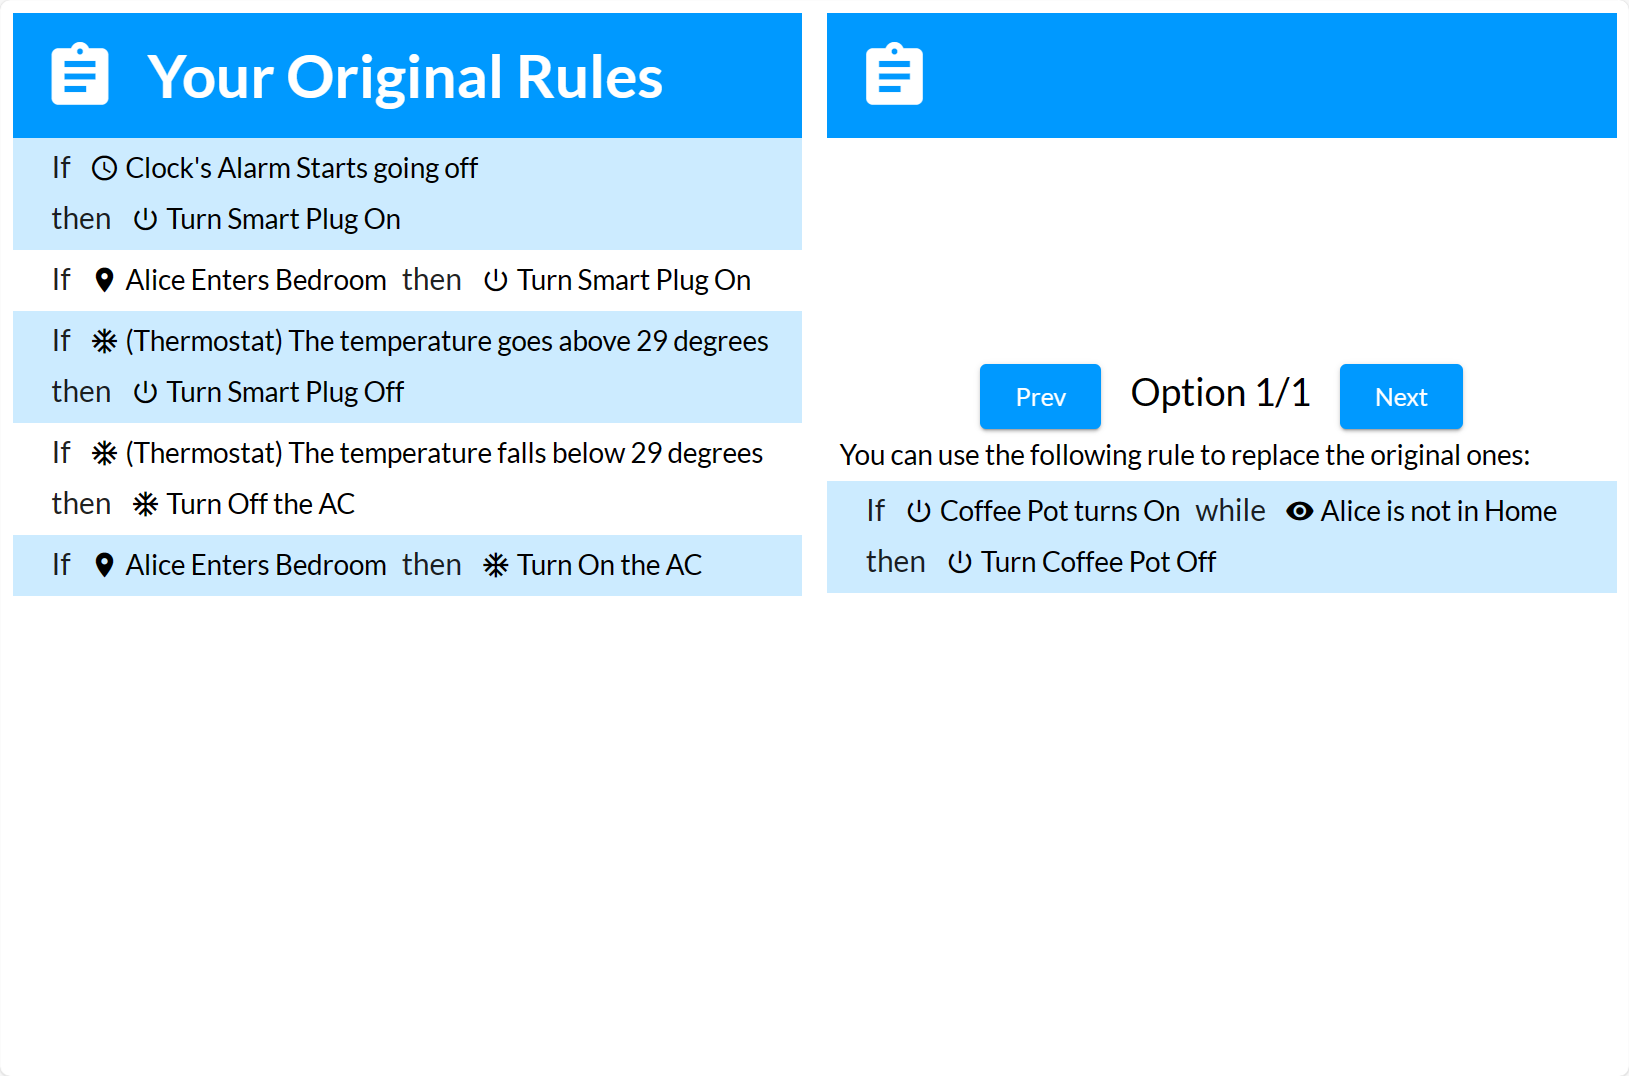 Your Original Rules
If Clock's Alarm Starts going off
then Turn Smart Plug On
If Alice Enters Bedroom then Turn Smart Plug On
If (Thermostat) The temperature goes above 29 degrees
then Turn Smart Plug Off
If (Thermostat) The temperature falls below 29 degrees
then Turn Off the AC
If Alice Enters Bedroom then Turn On the AC
Prev Option 1/1 Next
You can use the following rule to replace the original ones:
If Coffee Pot turns On while Alice is not in Home
then Turn Coffee Pot Off